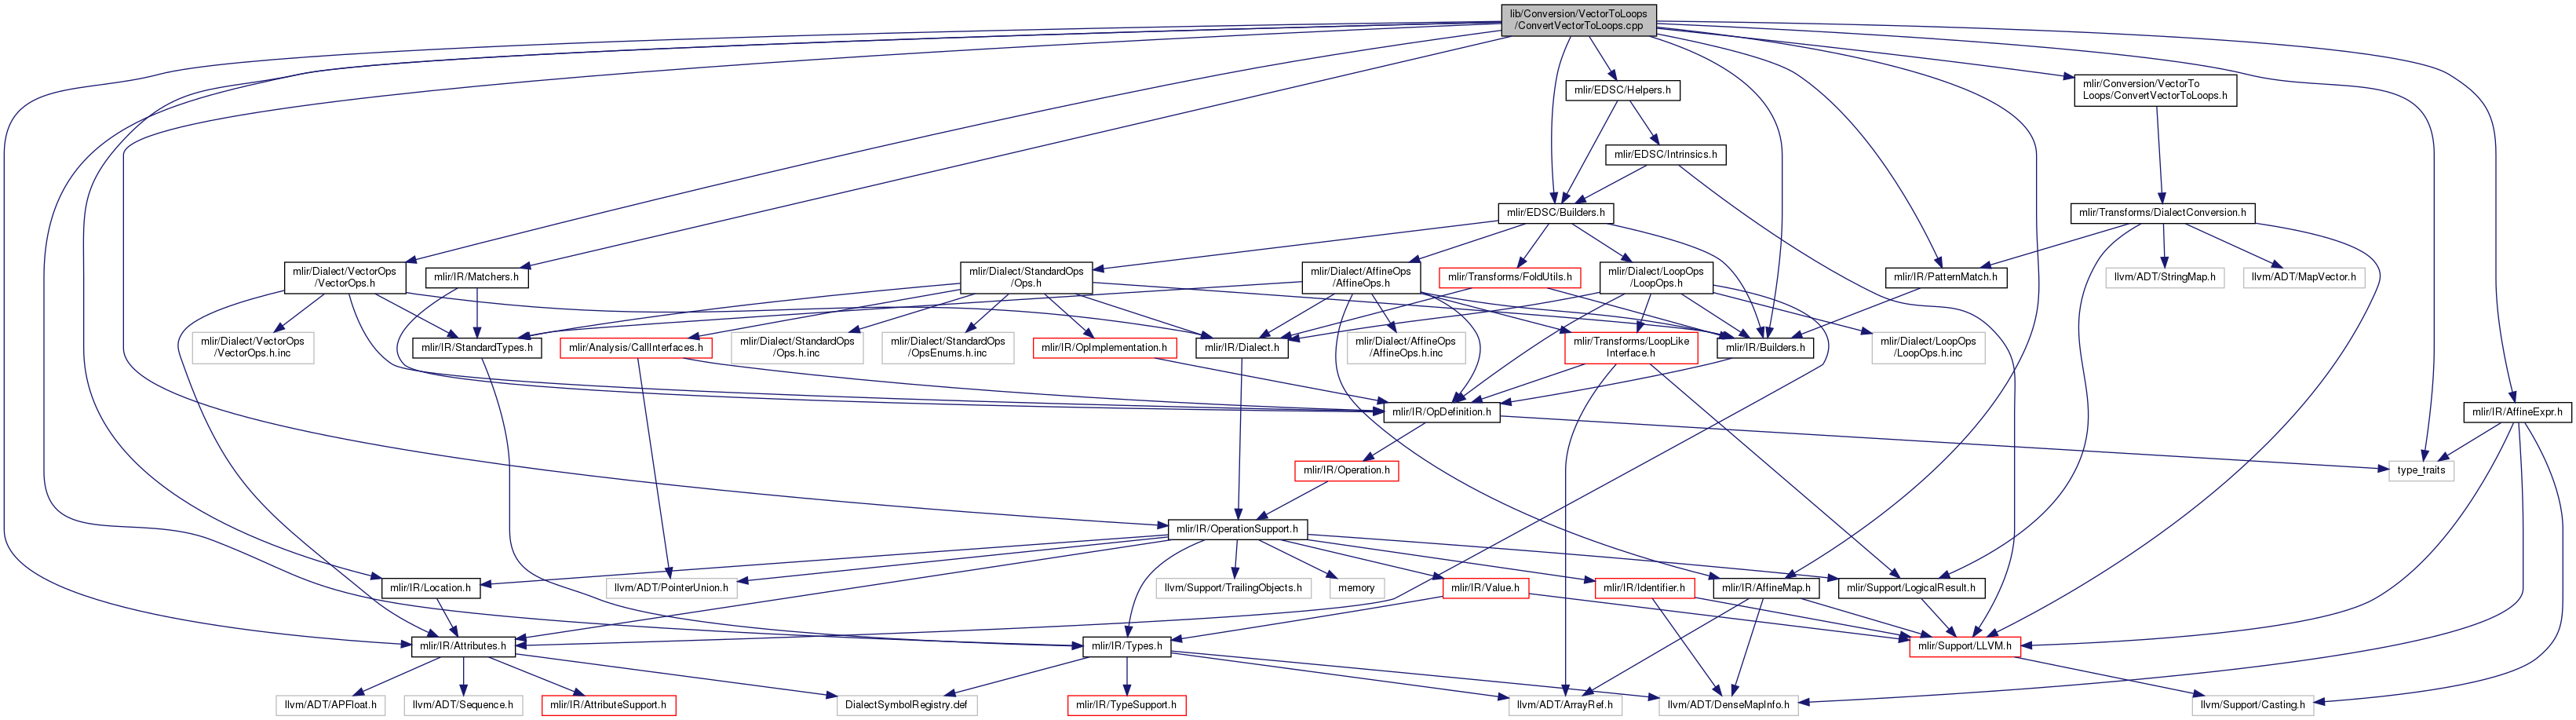 lib/Conversion/VectorToLoops
/ConvertVectorToLoops.cpp
mlir/EDSC/Helpers.h
mlir/Conversion/VectorTo
Loops/ConvertVectorToLoops.h
mlir/EDSC/Intrinsics.h
mlir/EDSC/Builders.h
mlir/Transforms/DialectConversion.h
mlir/Dialect/VectorOps
/VectorOps.h
mlir/IR/Matchers.h
mlir/Dialect/StandardOps
/Ops.h
mlir/Dialect/AffineOps
/AffineOps.h
mlir/Transforms/FoldUtils.h
mlir/Dialect/LoopOps
/LoopOps.h
mlir/IR/PatternMatch.h
llvm/ADT/StringMap.h
llvm/ADT/MapVector.h
mlir/Dialect/VectorOps
/VectorOps.h.inc
mlir/IR/StandardTypes.h
mlir/Analysis/CallInterfaces.h
mlir/Dialect/StandardOps
/Ops.h.inc
mlir/Dialect/StandardOps
/OpsEnums.h.inc
mlir/IR/OpImplementation.h
mlir/IR/Dialect.h
mlir/Dialect/AffineOps
/AffineOps.h.inc
mlir/Transforms/LoopLike
Interface.h
mlir/IR/Builders.h
mlir/Dialect/LoopOps
/LoopOps.h.inc
mlir/IR/OpDefinition.h
mlir/IR/AffineExpr.h
mlir/IR/Operation.h
type_traits
mlir/IR/OperationSupport.h
mlir/IR/Location.h
llvm/ADT/PointerUnion.h
llvm/Support/TrailingObjects.h
memory
mlir/IR/Value.h
mlir/IR/Identifier.h
mlir/IR/AffineMap.h
mlir/Support/LogicalResult.h
mlir/IR/Attributes.h
mlir/IR/Types.h
mlir/Support/LLVM.h
llvm/ADT/APFloat.h
llvm/ADT/Sequence.h
mlir/IR/AttributeSupport.h
DialectSymbolRegistry.def
mlir/IR/TypeSupport.h
llvm/ADT/ArrayRef.h
llvm/ADT/DenseMapInfo.h
llvm/Support/Casting.h